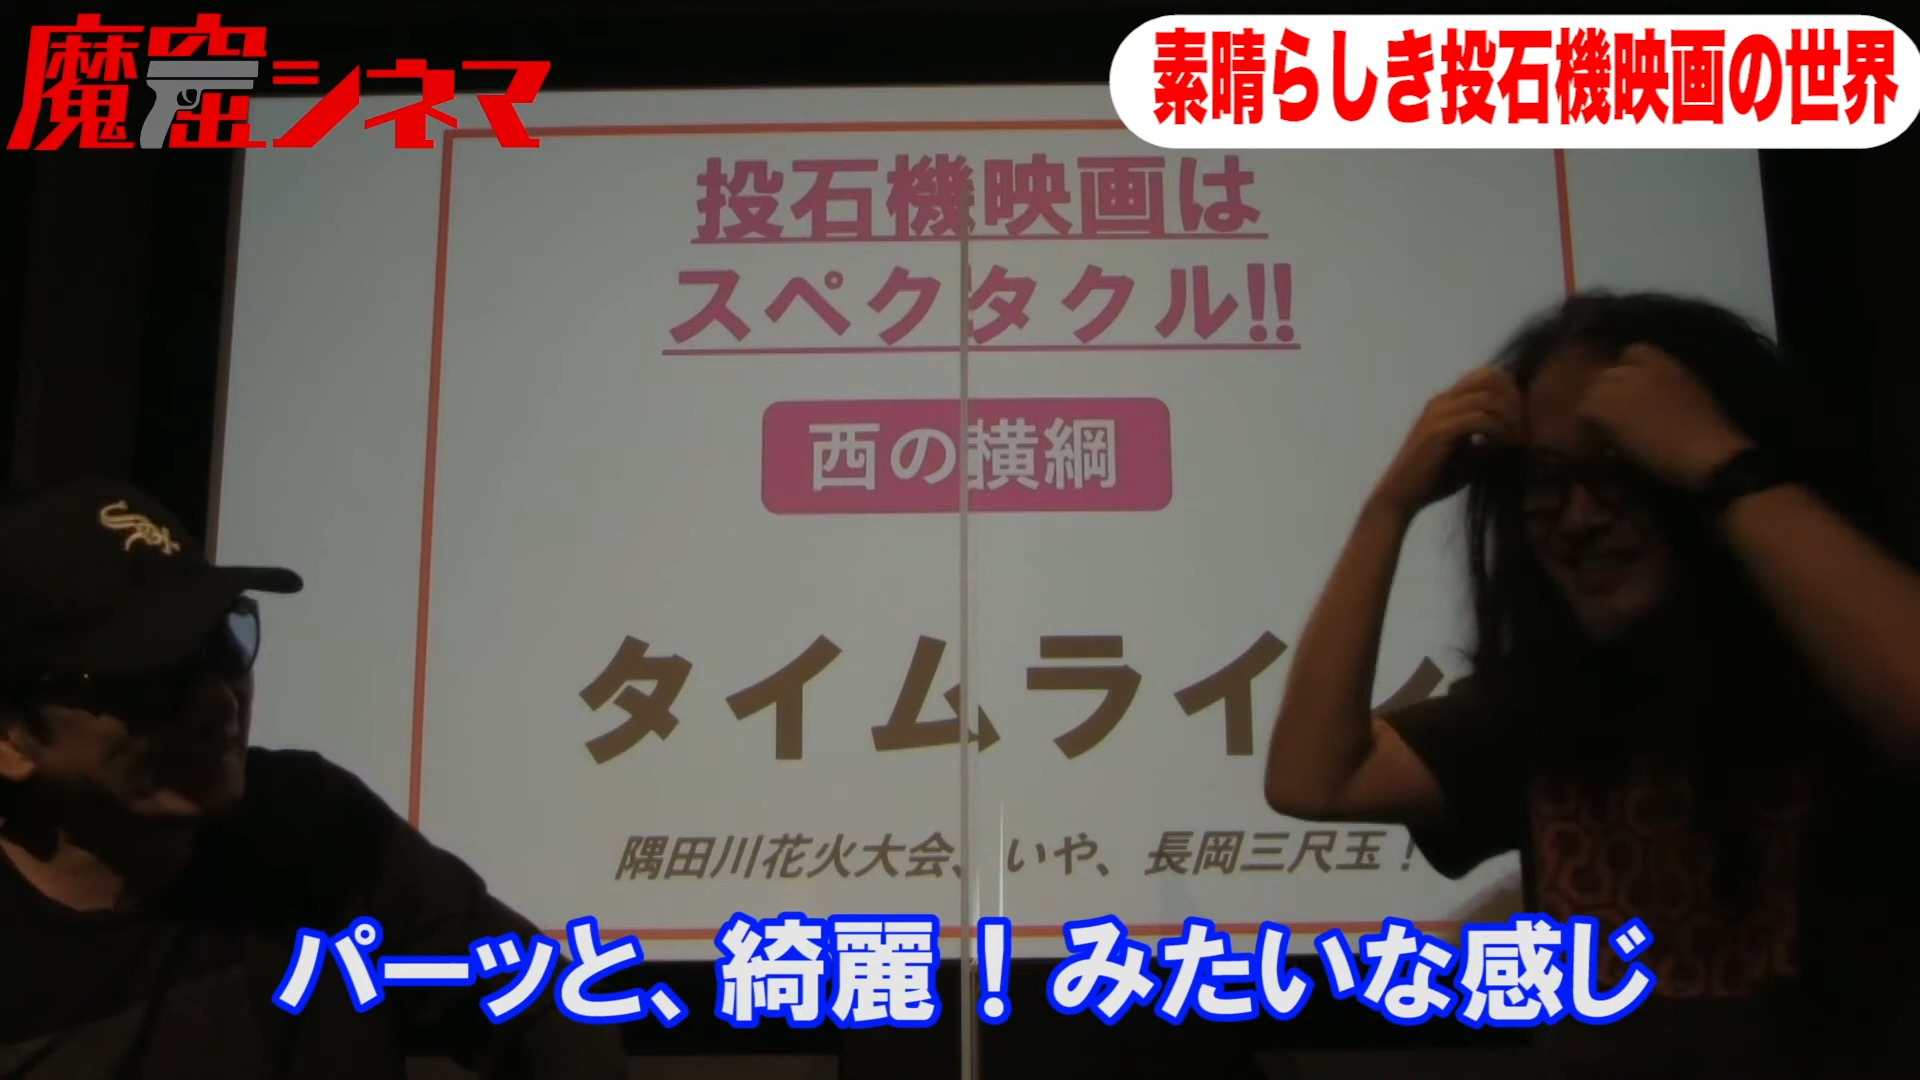 魔窟シネマ
素晴らしき投石機映画の世界
投石機映画は
スペクタクル!!
西の横綱
タイムライ
隅田川花火大会、いや、長岡三尺玉！
パーッと、綺麗！みたいな感じ